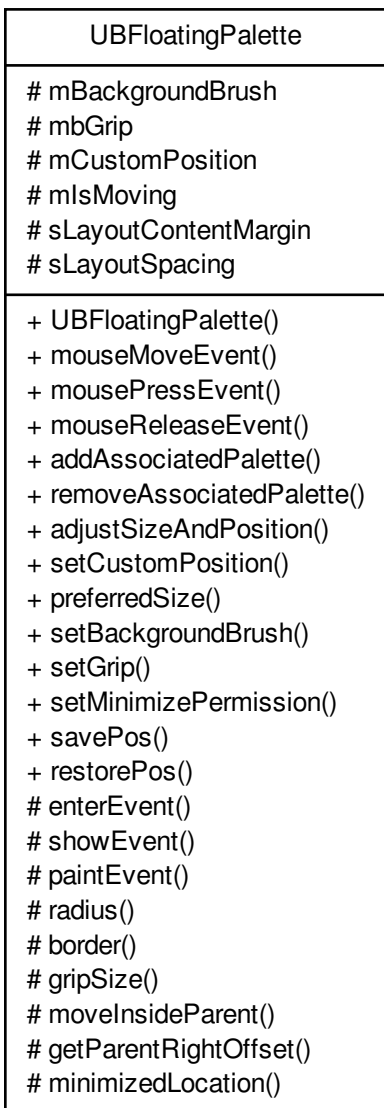 UBFloatingPalette
# mBackgroundBrush
# mbGrip
# mCustomPosition
# mIsMoving
# sLayoutContentMargin
# sLayoutSpacing
+ UBFloatingPalette()
+ mouseMoveEvent()
+ mousePressEvent()
+ mouseReleaseEvent()
+ addAssociatedPalette()
+ removeAssociatedPalette()
+ adjustSizeAndPosition()
+ setCustomPosition()
+ preferredSize()
+ setBackgroundBrush()
+ setGrip()
+ setMinimizePermission()
+ savePos()
+ restorePos()
# enterEvent()
# showEvent()
# paintEvent()
# radius()
# border()
# gripSize()
# moveInsideParent()
# getParentRightOffset()
# minimizedLocation()